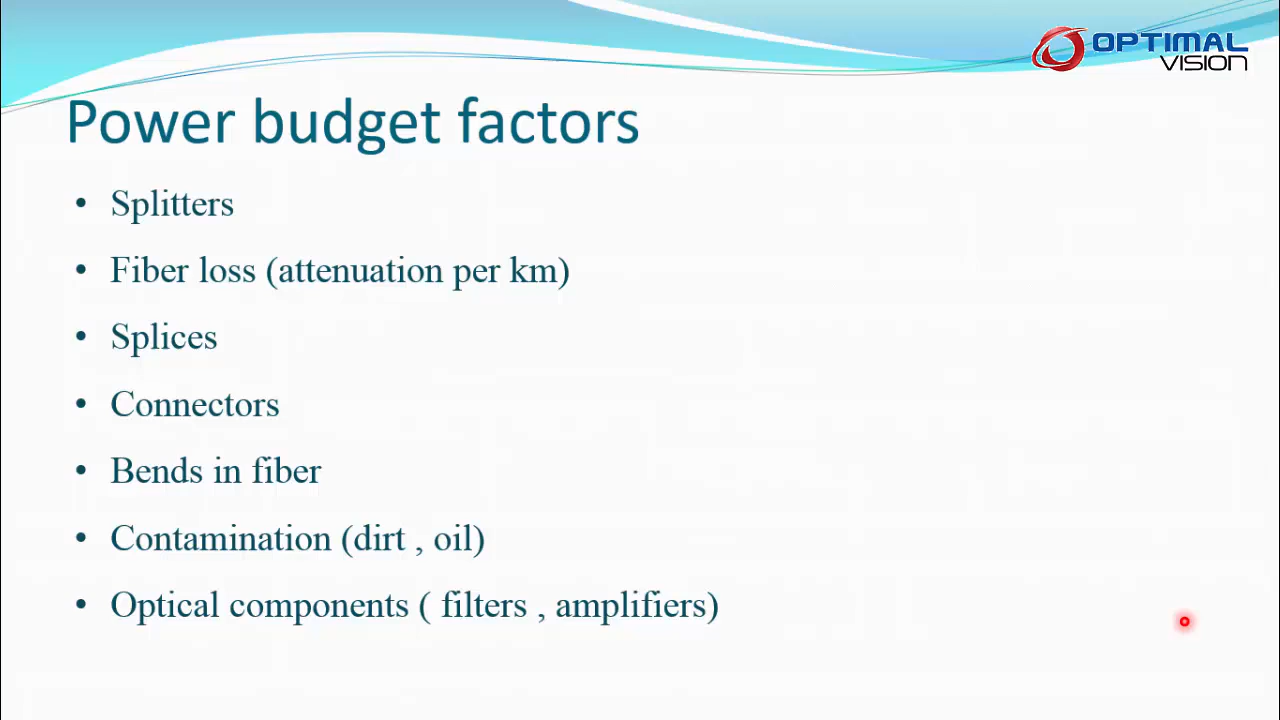 OPTIMAL
VISION
Power budget factors
• Splitters
• Fiber loss (attenuation per km)
• Splices
• Connectors
• Bends in fiber
• Contamination (dirt , oil)
• Optical components ( filters , amplifiers)